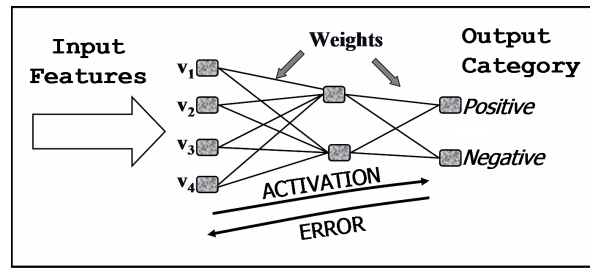 Input
Features
Weights
Output
Category
v1
v2
v3
v4
Positive
Negative
ACTIVATION
ERROR